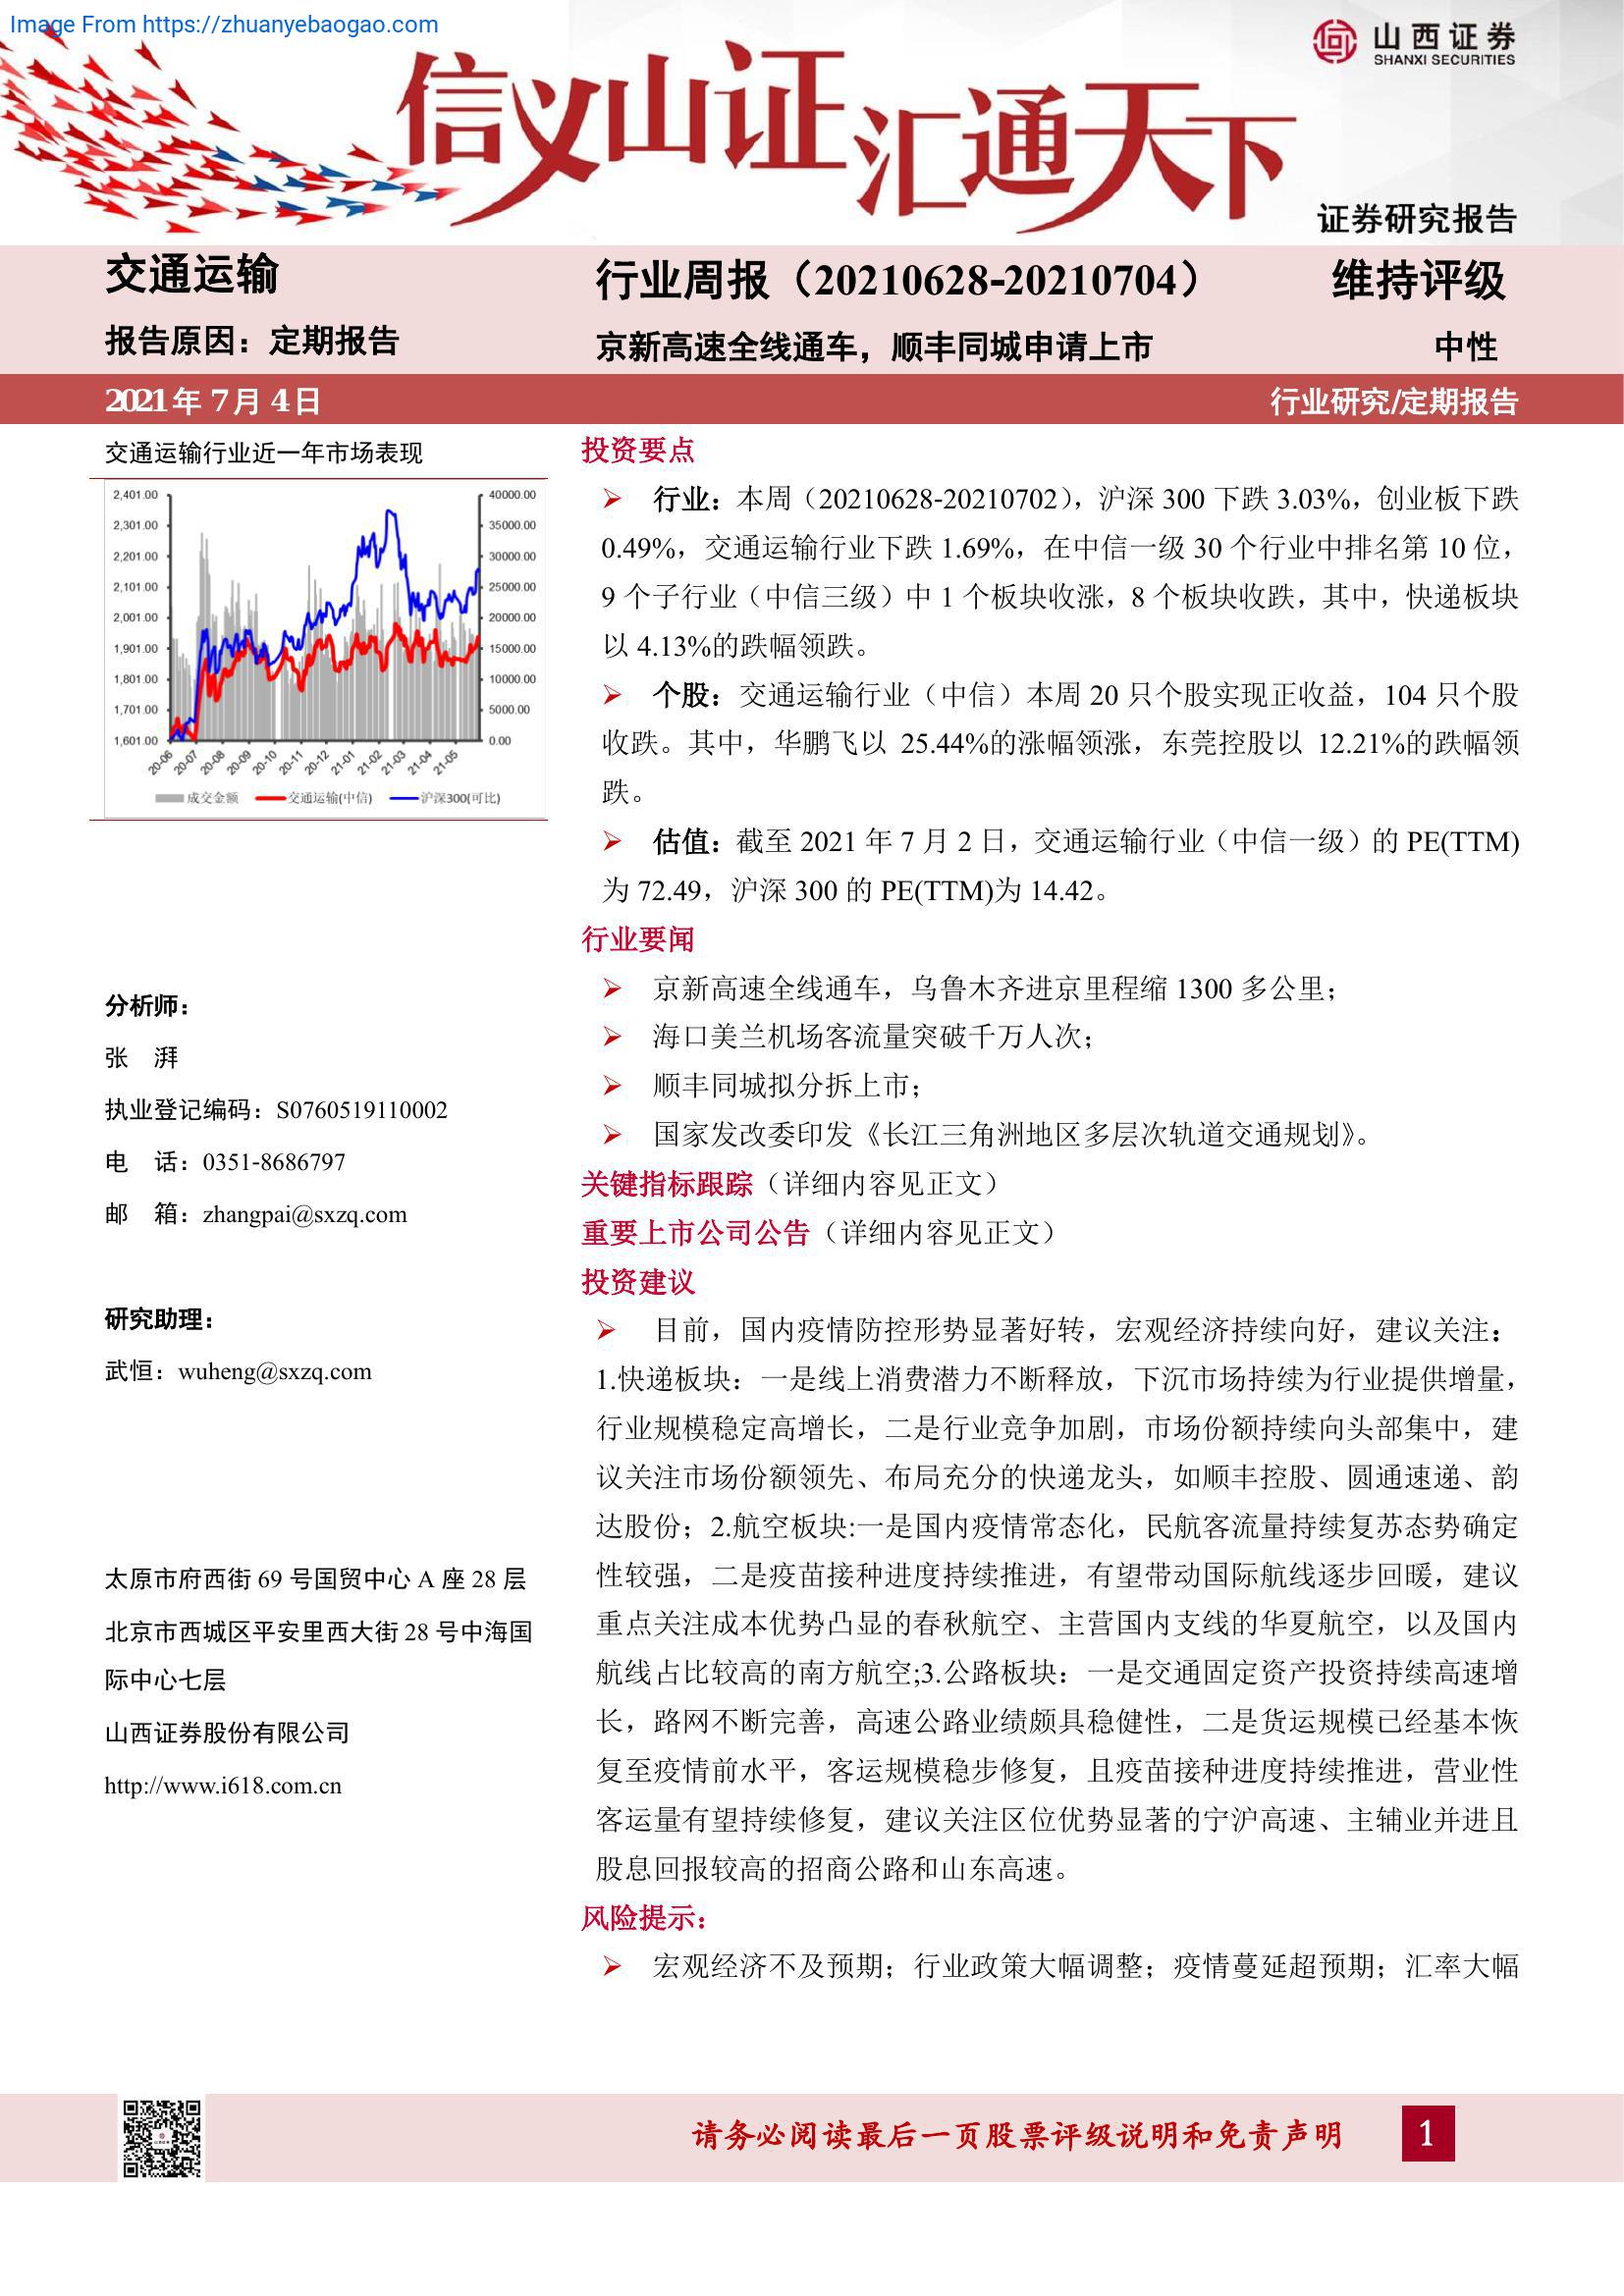 Image From https://zhuanyebaogao.com
山西证券
SHANXI SECURITIES
信义山证汇通天下
证券研究报告
交通运输
报告原因：定期报告
行业周报（20210628-20210704）
维持评级
京新高速全线通车，顺丰同城申请上市
中性
2021年 7月 4日
行业研究/定期报告
交通运输行业近一年市场表现
2,401.00
2,301.00
2,201.00
2,101.00
2,001.00
1,901.00
1,801.00
1,701.00
1,601.00
40000.00
35000.00
30000.00
25000.00
20000.00
15000.00
10000.00
5000.00
0.00
20-06
20-07
20-08
20-09
20-10
20-11
20-12
21-01
21-02
21-03
21-04
21-05
成交金额
交通运输(中信)
沪深300(可比)
分析师：
张 湃
执业登记编码：S0760519110002
电 话：0351-8686797
邮 箱：zhangpai@sxzq.com
研究助理：
武恒：wuheng@sxzq.com
太原市府西街 69 号国贸中心 A 座 28 层
北京市西城区平安里西大街 28 号中海国
际中心七层
山西证券股份有限公司
http://www.i618.com.cn
投资要点
行业：本周（20210628-20210702），沪深 300 下跌 3.03%，创业板下跌
0.49%，交通运输行业下跌 1.69%，在中信一级 30 个行业中排名第 10 位，
9 个子行业（中信三级）中 1 个板块收涨，8 个板块收跌，其中，快递板块
以 4.13%的跌幅领跌。
个股：交通运输行业（中信）本周 20 只个股实现正收益，104 只个股
收跌。其中，华鹏飞以 25.44%的涨幅领涨，东莞控股以 12.21%的跌幅领
跌。
估值：截至 2021 年 7 月 2 日，交通运输行业（中信一级）的 PE(TTM)
为 72.49，沪深 300 的 PE(TTM)为 14.42。
行业要闻
京新高速全线通车，乌鲁木齐进京里程缩 1300 多公里；
海口美兰机场客流量突破千万人次；
顺丰同城拟分拆上市；
国家发改委印发《长江三角洲地区多层次轨道交通规划》。
关键指标跟踪（详细内容见正文）
重要上市公司公告（详细内容见正文）
投资建议
目前，国内疫情防控形势显著好转，宏观经济持续向好，建议关注：
1.快递板块：一是线上消费潜力不断释放，下沉市场持续为行业提供增量，
行业规模稳定高增长，二是行业竞争加剧，市场份额持续向头部集中，建
议关注市场份额领先、布局充分的快递龙头，如顺丰控股、圆通速递、韵
达股份；2.航空板块:一是国内疫情常态化，民航客流量持续复苏态势确定
性较强，二是疫苗接种进度持续推进，有望带动国际航线逐步回暖，建议
重点关注成本优势凸显的春秋航空、主营国内支线的华夏航空，以及国内
航线占比较高的南方航空;3.公路板块：一是交通固定资产投资持续高速增
长，路网不断完善，高速公路业绩颇具稳健性，二是货运规模已经基本恢
复至疫情前水平，客运规模稳步修复，且疫苗接种进度持续推进，营业性
客运量有望持续修复，建议关注区位优势显著的宁沪高速、主辅业并进且
股息回报较高的招商公路和山东高速。
风险提示：
宏观经济不及预期；行业政策大幅调整；疫情蔓延超预期；汇率大幅
请务必阅读最后一页股票评级说明和免责声明
1